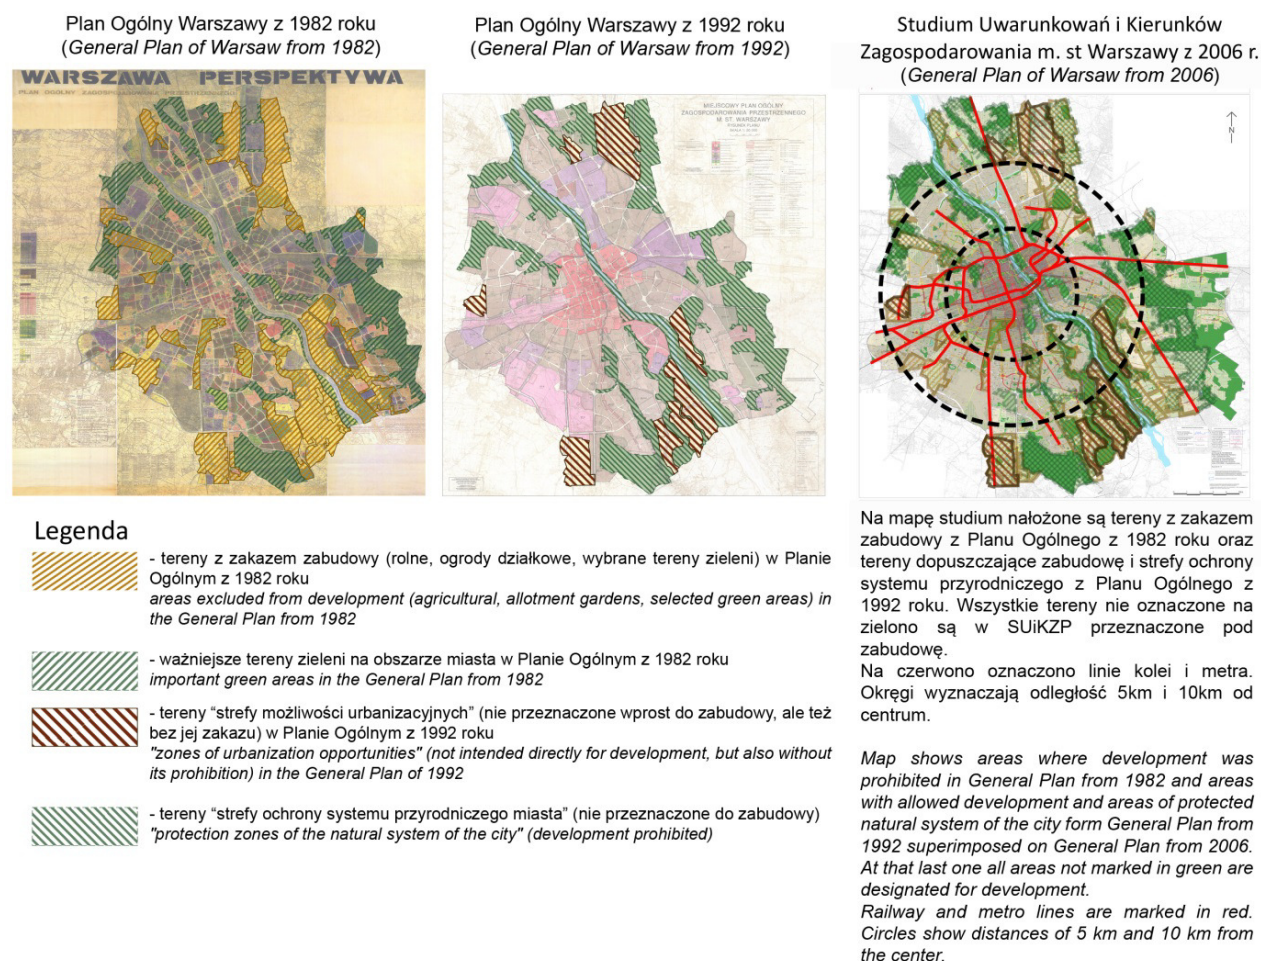 Plan Ogólny Warszawy z 1982 roku
(General Plan of Warsaw from 1982)
Plan Ogólny Warszawy z 1992 roku
(General Plan of Warsaw from 1992)
Studium Uwarunkowań i Kierunków
Zagospodarowania m. st Warszawy z 2006 r.
(General Plan of Warsaw from 2006)
WARSZAWA PERSPEKTYWA
PLAN OGÓLNY ZAGOSPODAROWANIA PRZESTRZENNEGO
MIEJSCOWY PLAN OGÓLNY
ZAGOSPODAROWANIA PRZESTRZENNEGO
M. ST. WARSZAWY
N
Legenda
- tereny z zakazem zabudowy (rolne, ogrody działkowe, wybrane tereny zieleni) w Planie
Ogólnym z 1982 roku
areas excluded from development (agricultural, allotment gardens, selected green areas) in
the General Plan from 1982
- ważniejsze tereny zieleni na obszarze miasta w Planie Ogólnym z 1982 roku
important green areas in the General Plan from 1982
- tereny “strefy możliwości urbanizacyjnych” (nie przeznaczone wprost do zabudowy, ale też
bez jej zakazu) w Planie Ogólnym z 1992 roku
"zones of urbanization opportunities" (not intended directly for development, but also without
its prohibition) in the General Plan of 1992
- tereny “strefy ochrony systemu przyrodniczego miasta” (nie przeznaczone do zabudowy)
"protection zones of the natural system of the city" (development prohibited)
Na mapę studium nałożone są tereny z zakazem
zabudowy z Planu Ogólnego z 1982 roku oraz
tereny dopuszczające zabudowę i strefy ochrony
systemu przyrodniczego z Planu Ogólnego z
1992 roku. Wszystkie tereny nie oznaczone na
zielono są w SUiKZP przeznaczone pod
zabudowę.
Na czerwono oznaczono linie kolei i metra.
Okręgi wyznaczają odległość 5km i 10km od
centrum.
Map shows areas where development was
prohibited in General Plan from 1982 and areas
with allowed development and areas of protected
natural system of the city form General Plan from
1992 superimposed on General Plan from 2006.
At that last one all areas not marked in green are
designated for development.
Railway and metro lines are marked in red.
Circles show distances of 5 km and 10 km from
the center.